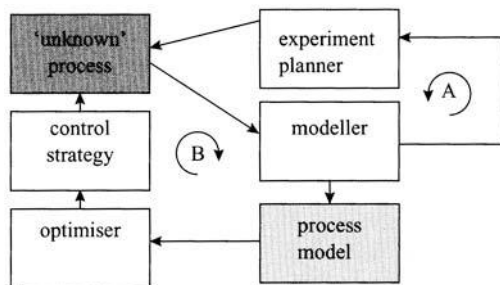 ‘unknown’
process
experiment
planner
A
control
strategy
B
modeller
optimiser
process
model